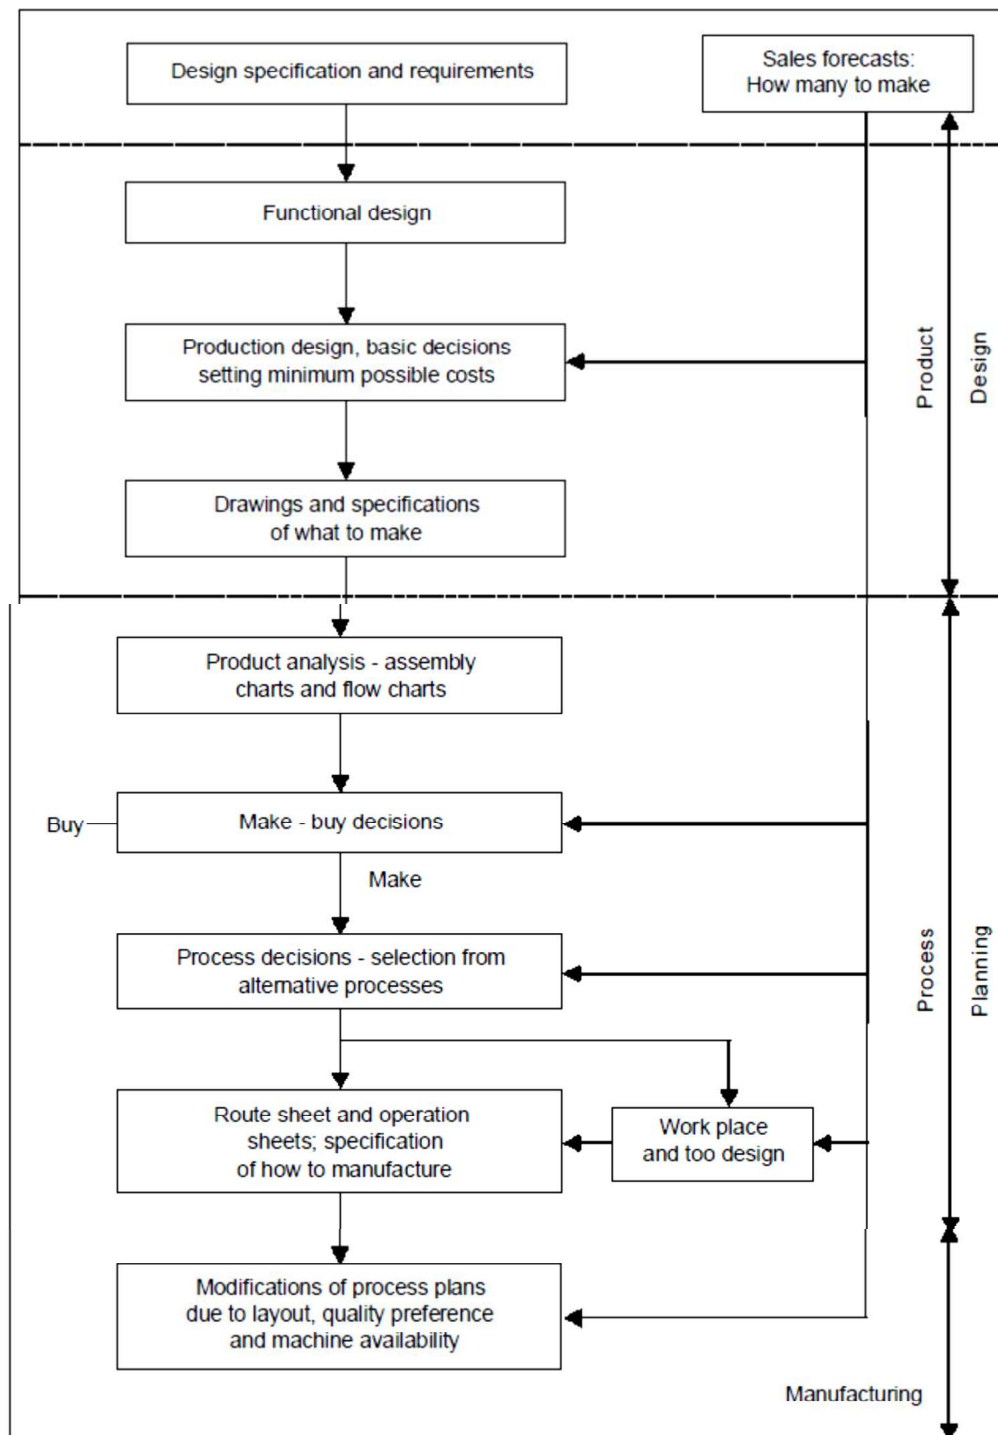 Design specification and requirements
Sales forecasts:
How many to make
Functional design
Production design, basic decisions
setting minimum possible costs
Product
Design
Drawings and specifications
of what to make
Product analysis - assembly
charts and flow charts
Buy
Make - buy decisions
Make
Process decisions - selection from
alternative processes
Process
Planning
Route sheet and operation
sheets; specification
of how to manufacture
Work place
and too design
Modifications of process plans
due to layout, quality preference
and machine availability
Manufacturing